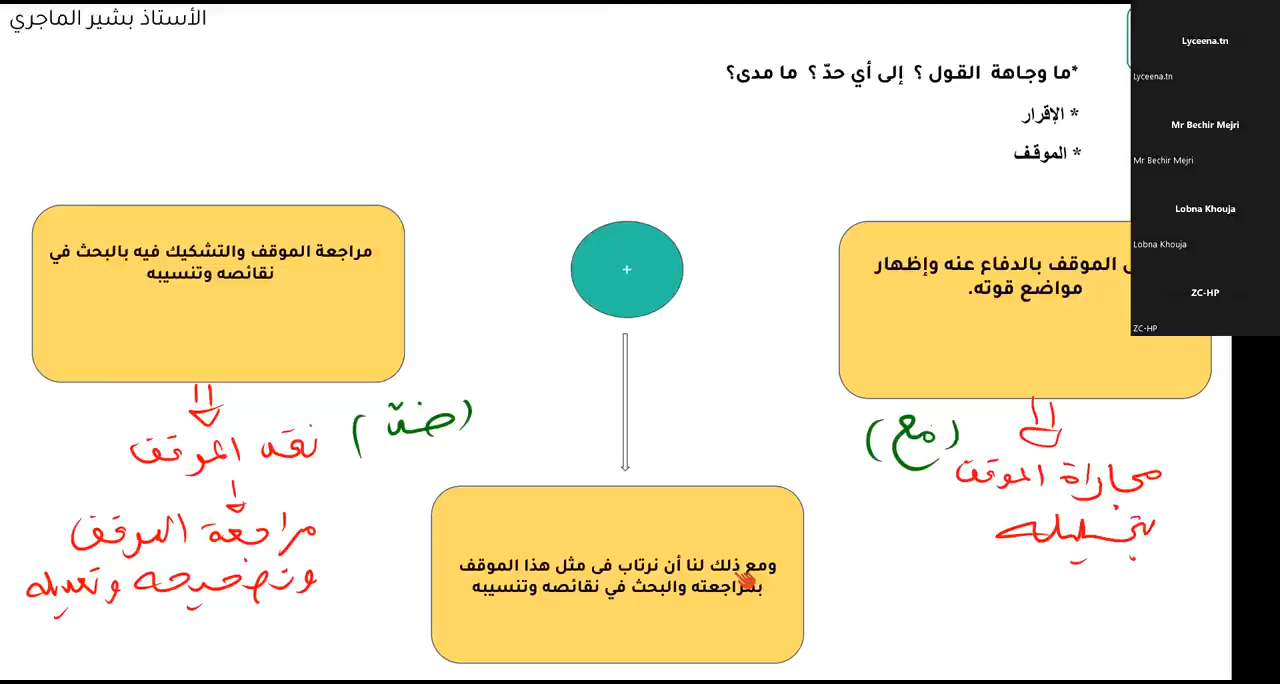 الأستاذ بشير الماجري
*ما وجاهة القول ؟ إلى أي حدّ ؟ ما مدى؟
* الإقرار
* الموقف
الموقف بالدفاع عنه وإظهار
مواضع قوته.
+
مراجعة الموقف والتشكيك فيه بالبحث في
نقائصه وتنسيبه
(مع)
مجاراة الموقف
(ضدّ)
نقد الموقف
مراجعة الموقف
وتصحيحه وتعديله
ومع ذلك لنا أن نرتاب فى مثل هذا الموقف
بمراجعته والبحث في نقائصه وتنسيبه
Lyceena.tn
Lyceena.tn
Mr Bechir Mejri
Mr Bechir Mejri
Lobna Khouja
Lobna Khouja
ZC-HP
ZC-HP